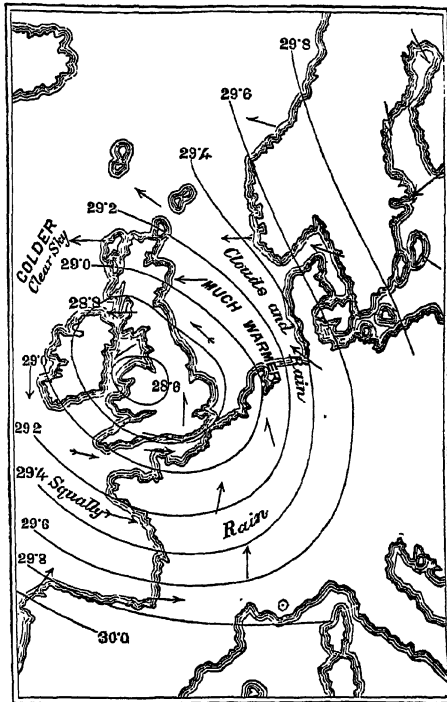 29.8
29.6
29.4
29.2
COLDER
Clear Sky
29.0
28.8
Clouds and Rain
MUCH WARMER
29.0
28.6
29.2
29.4
Squally
Rain
29.6
29.8
30.0